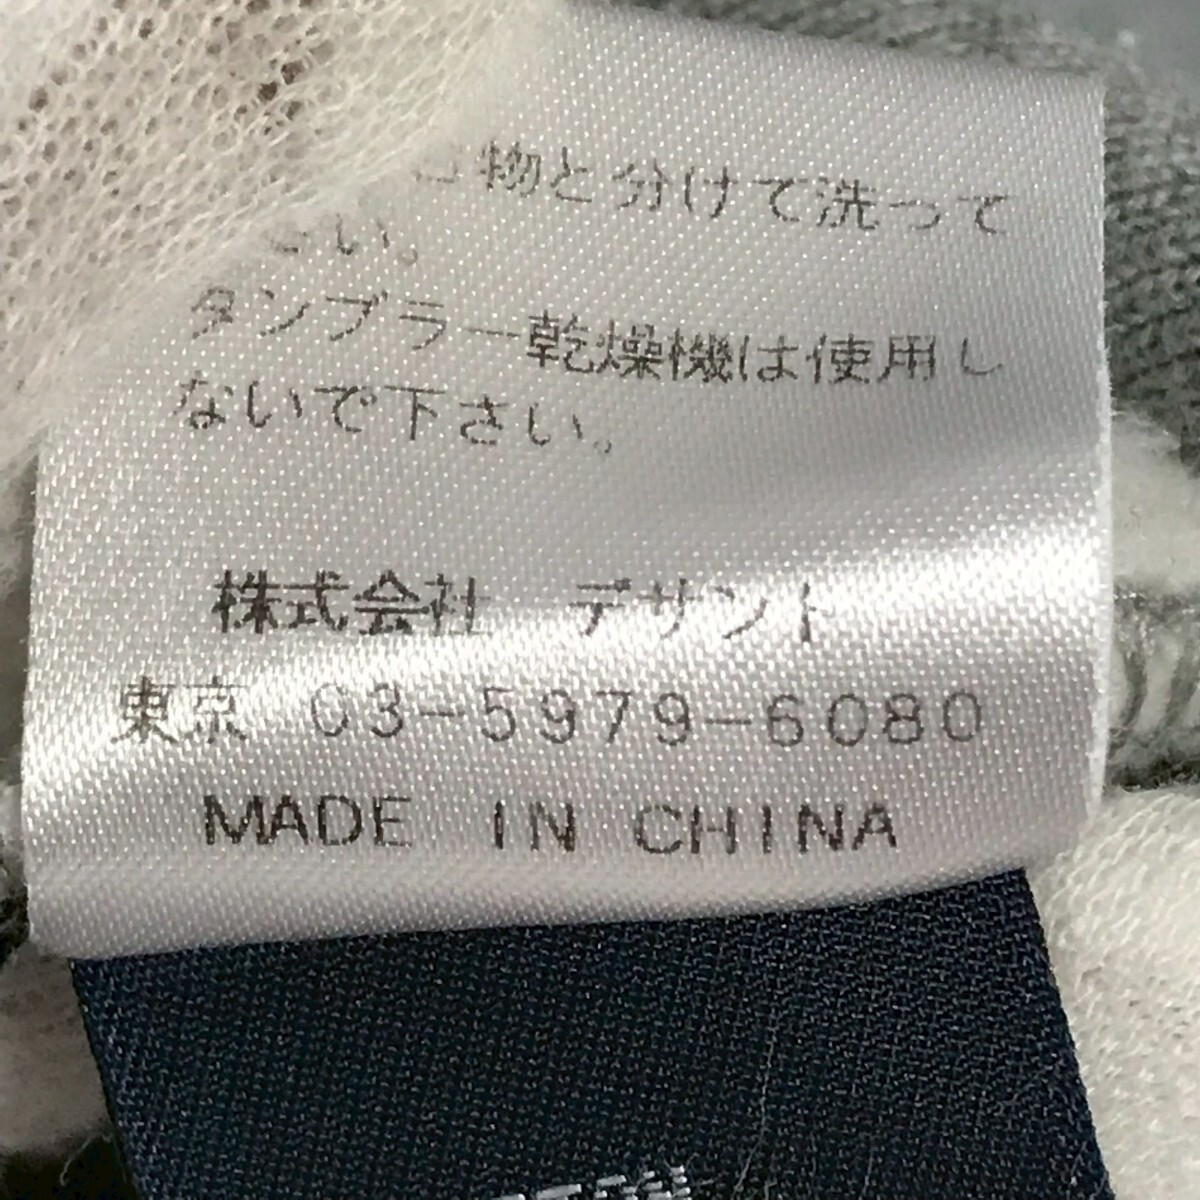 物と分けて洗って
さい。
タンブラー乾燥機は使用し
ないで下さい。
株式会社 デサント
東京 03-5979-6080
MADE IN CHINA